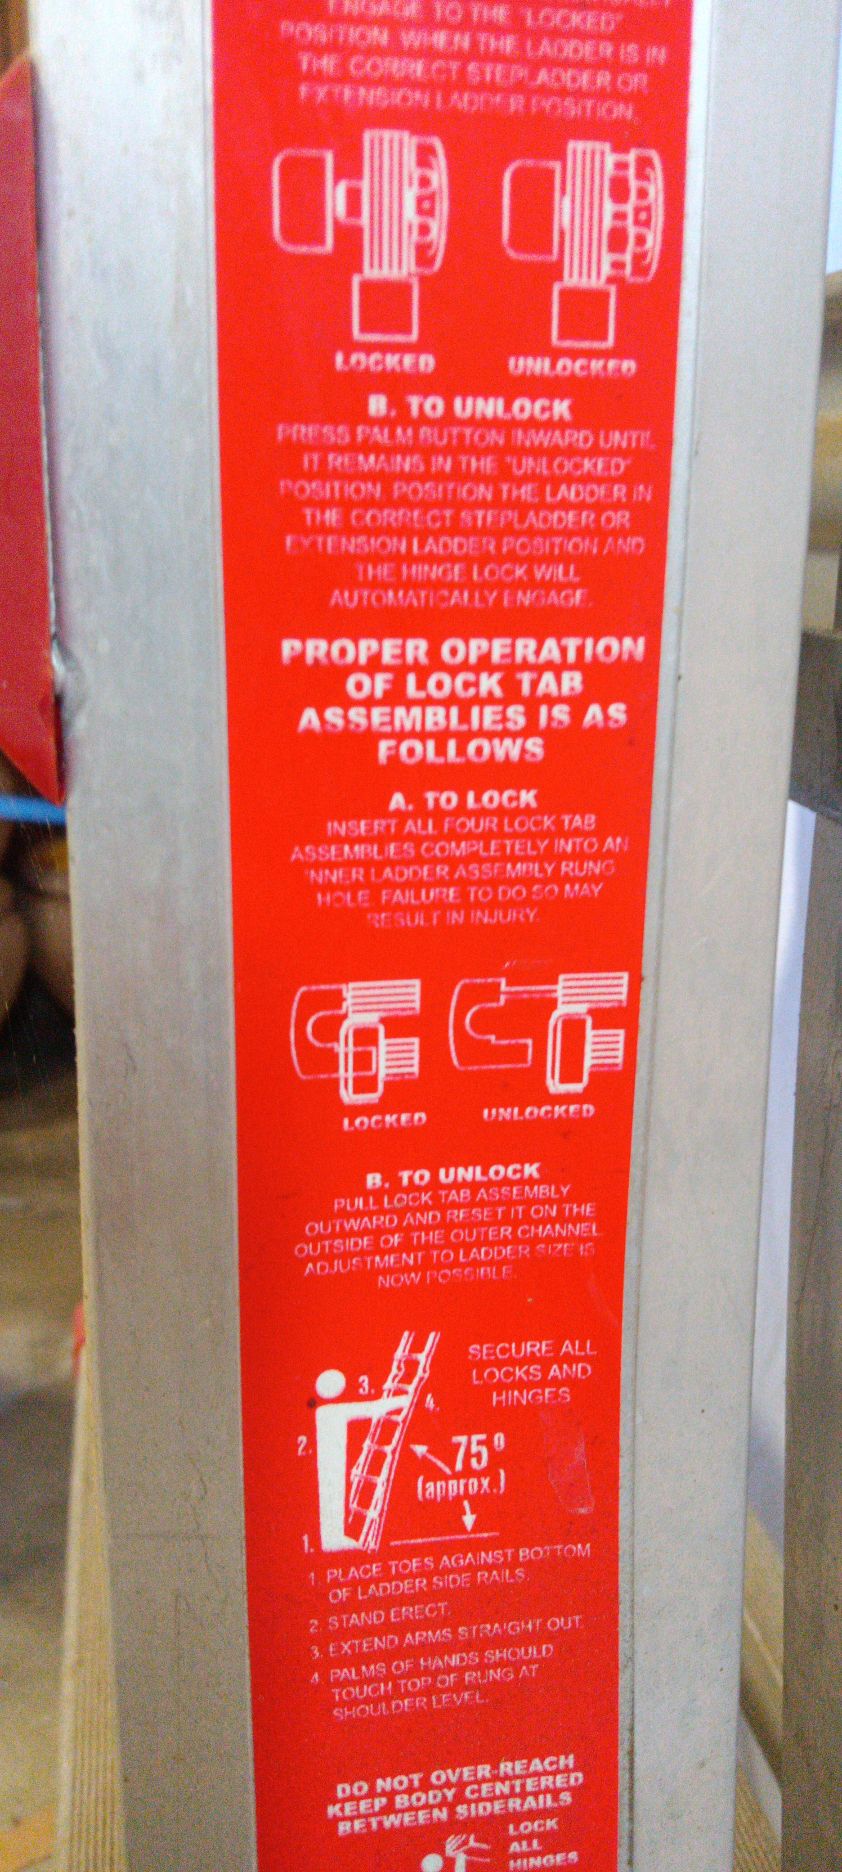 ENGAGE TO THE "LOCKED"
POSITION. WHEN THE LADDER IS IN
THE CORRECT STEPLADDER OR
EXTENSION LADDER POSITION.
LOCKED
UNLOCKED
B. TO UNLOCK
PRESS PALM BUTTON INWARD UNTIL
IT REMAINS IN THE "UNLOCKED"
POSITION. POSITION THE LADDER IN
THE CORRECT STEPLADDER OR
EXTENSION LADDER POSITION AND
THE HINGE LOCK WILL
AUTOMATICALLY ENGAGE.
PROPER OPERATION
OF LOCK TAB
ASSEMBLIES IS AS
FOLLOWS
A. TO LOCK
INSERT ALL FOUR LOCK TAB
ASSEMBLIES COMPLETELY INTO AN
INNER LADDER ASSEMBLY RUNG
HOLE. FAILURE TO DO SO MAY
RESULT IN INJURY.
LOCKED
UNLOCKED
B. TO UNLOCK
PULL LOCK TAB ASSEMBLY
OUTWARD AND RESET IT ON THE
OUTSIDE OF THE OUTER CHANNEL
ADJUSTMENT TO LADDER SIZE IS
NOW POSSIBLE.
SECURE ALL
LOCKS AND
HINGES
3.
4.
2.
75°
(approx.)
1.
1. PLACE TOES AGAINST BOTTOM
OF LADDER SIDE RAILS.
2. STAND ERECT.
3. EXTEND ARMS STRAIGHT OUT.
4. PALMS OF HANDS SHOULD
TOUCH TOP OF RUNG AT
SHOULDER LEVEL.
DO NOT OVER-REACH
KEEP BODY CENTERED
BETWEEN SIDERAILS
LOCK
ALL
HINGES